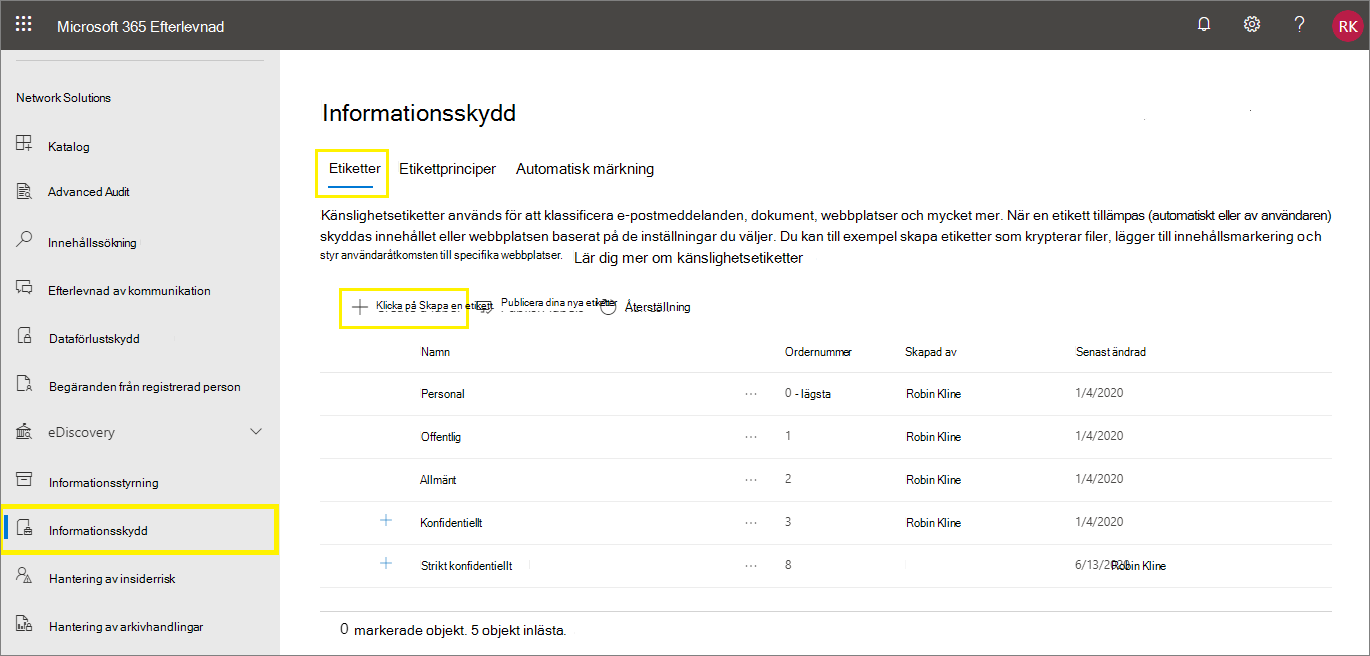 Microsoft 365 Efterlevnad
RK
Network Solutions
Katalog
Advanced Audit
Innehållssökning
Efterlevnad av kommunikation
Dataförlustskydd
Begäranden från registrerad person
eDiscovery
Informationsstyrning
Informationsskydd
Hantering av insiderrisk
Hantering av arkivhandlingar
Informationsskydd
Etiketter Etikettprinciper Automatisk märkning
Känslighetsetiketter används för att klassificera e-postmeddelanden, dokument, webbplatser och mycket mer. När en etikett tillämpas (automatiskt eller av användaren)
skyddas innehållet eller webbplatsen baserat på de inställningar du väljer. Du kan till exempel skapa etiketter som krypterar filer, lägger till innehållsmarkering och
styr användaråtkomsten till specifika webbplatser. Lär dig mer om känslighetsetiketter
Klicka på Skapa en etikett. Publicera dina nya etiketter Återställning
Namn Ordernummer Skapad av Senast ändrad
Personal ... 0 - lägsta Robin Kline 1/4/2020
Offentlig ... 1 Robin Kline 1/4/2020
Allmänt ... 2 Robin Kline 1/4/2020
Konfidentiellt ... 3 Robin Kline 1/4/2020
Strikt konfidentiellt ... 8 6/13/2020 Robin Kline
0 markerade objekt. 5 objekt inlästa.